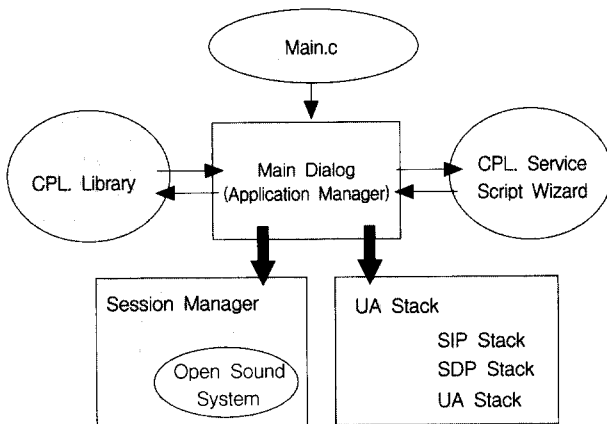 Main.c
CPL. Library
Main Dialog
(Application Manager)
CPL. Service
Script Wizard
Session Manager
Open Sound
System
UA Stack
SIP Stack
SDP Stack
UA Stack